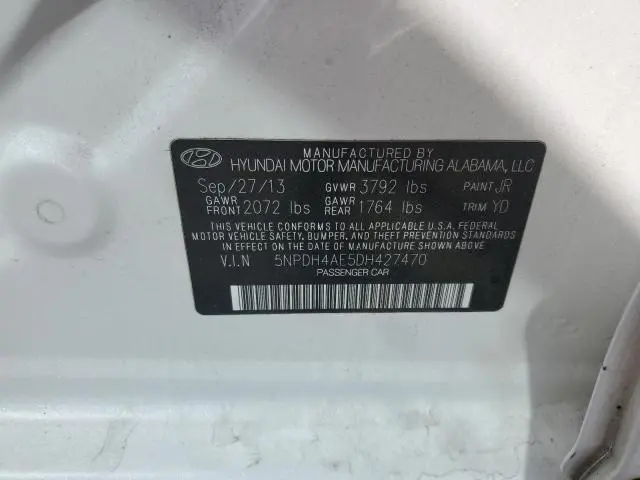 MANUFACTURED BY
HYUNDAI MOTOR MANUFACTURING ALABAMA, LLC
Sep/27/13 GVWR 3792 lbs PAINT JR
GAWR FRONT 2072 lbs GAWR REAR 1764 lbs TRIM YD
THIS VEHICLE CONFORMS TO ALL APPLICABLE U.S.A. FEDERAL
MOTOR VEHICLE SAFETY, BUMPER, AND THEFT PREVENTION STANDARDS
IN EFFECT ON THE DATE OF MANUFACTURE SHOWN ABOVE
V.I.N 5NPDH4AE5DH427470
PASSENGER CAR